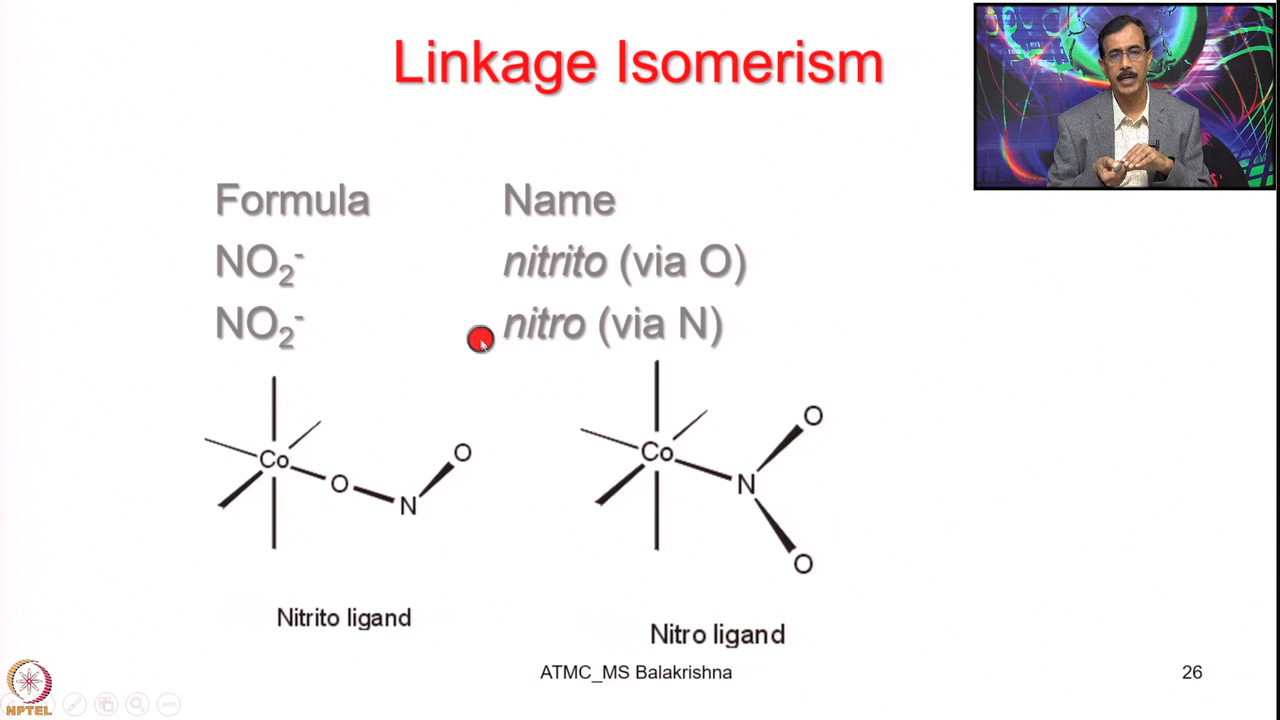 Linkage Isomerism
Formula Name
NO₂⁻ nitrito (via O)
NO₂⁻ nitro (via N)
Co O N O
Co N O O
Nitrito ligand
Nitro ligand
ATMC_MS Balakrishna
26
NPTEL